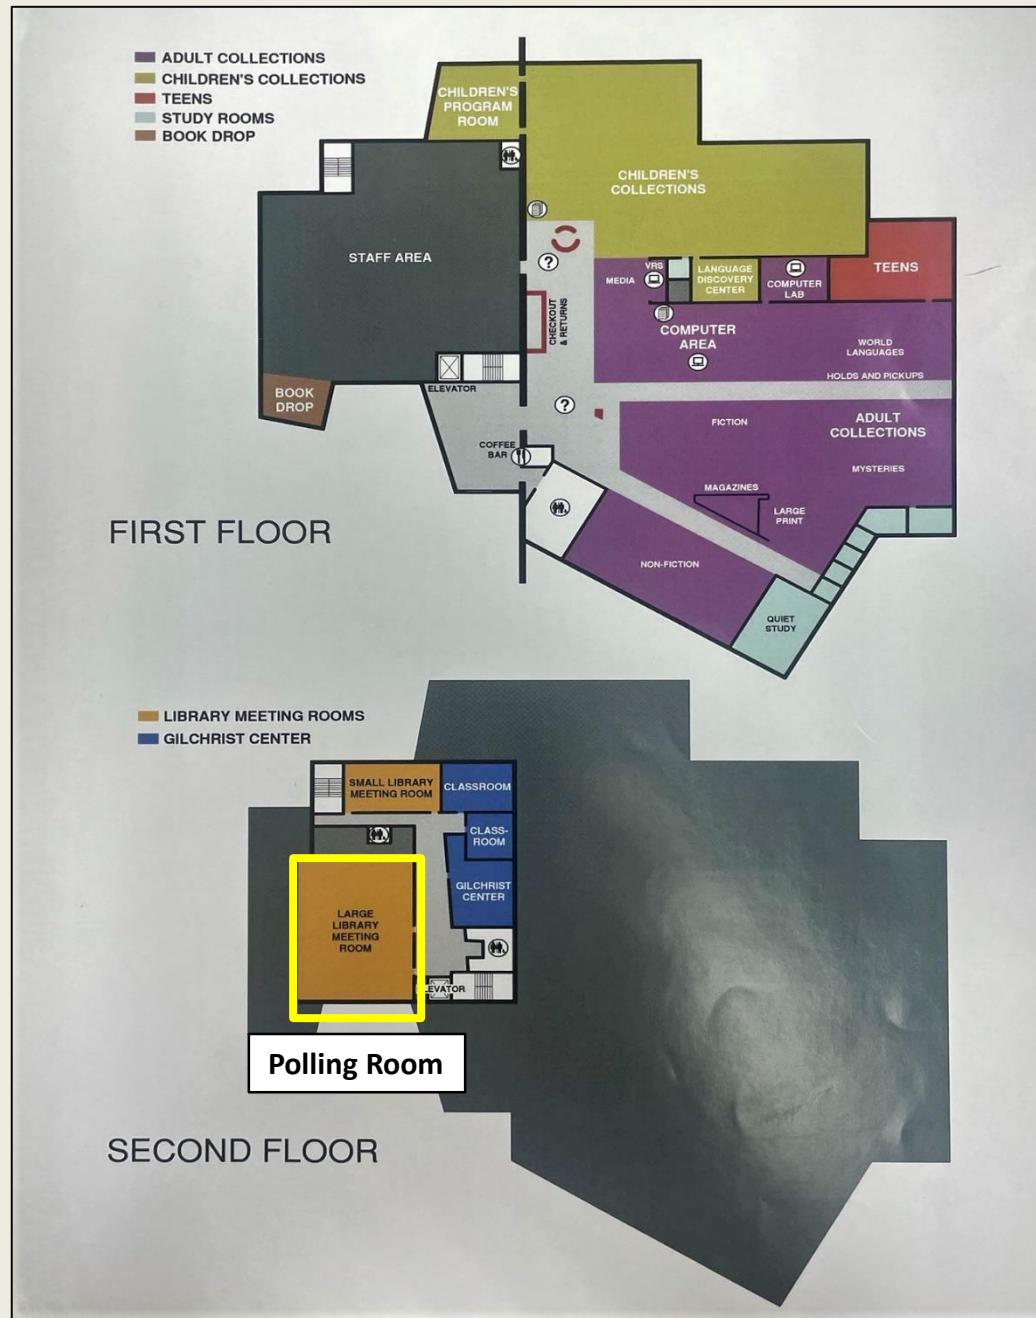 ADULT COLLECTIONS
CHILDREN'S COLLECTIONS
TEENS
STUDY ROOMS
BOOK DROP
CHILDREN'S
PROGRAM
ROOM
CHILDREN'S
COLLECTIONS
STAFF AREA
?
MEDIA
VRS
LANGUAGE
DISCOVERY
CENTER
COMPUTER
LAB
TEENS
CHECKOUT
& RETURNS
COMPUTER
AREA
WORLD
LANGUAGES
HOLDS AND PICKUPS
ELEVATOR
BOOK
DROP
?
FICTION
ADULT
COLLECTIONS
COFFEE
BAR
MYSTERIES
MAGAZINES
LARGE
PRINT
NON-FICTION
QUIET
STUDY
FIRST FLOOR
LIBRARY MEETING ROOMS
GILCHRIST CENTER
SMALL LIBRARY
MEETING ROOM
CLASSROOM
CLASS-
ROOM
GILCHRIST
CENTER
LARGE
LIBRARY
MEETING
ROOM
ELEVATOR
Polling Room
SECOND FLOOR